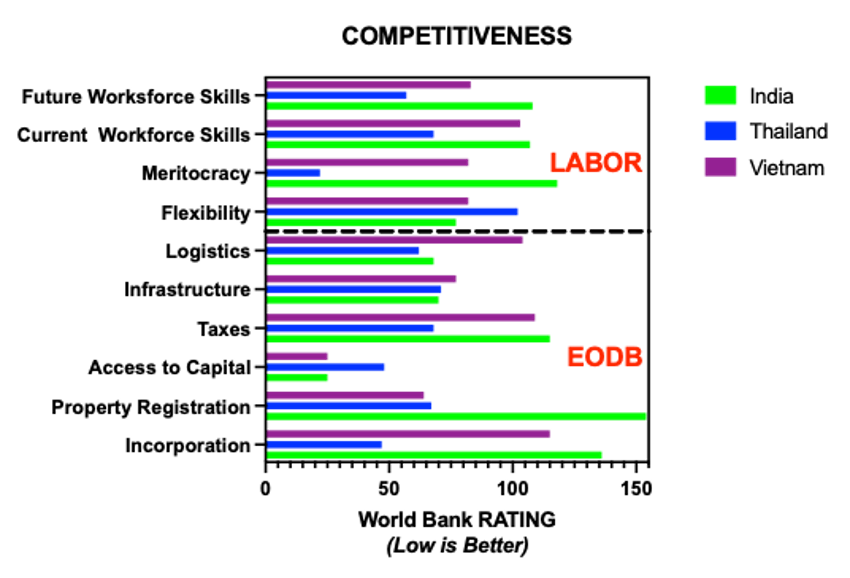 COMPETITIVENESS
Future Worksforce Skills
Current Workforce Skills
Meritocracy
Flexibility
Logistics
Infrastructure
Taxes
Access to Capital
Property Registration
Incorporation
LABOR
EODB
0 50 100 150
World Bank RATING
(Low is Better)
India
Thailand
Vietnam